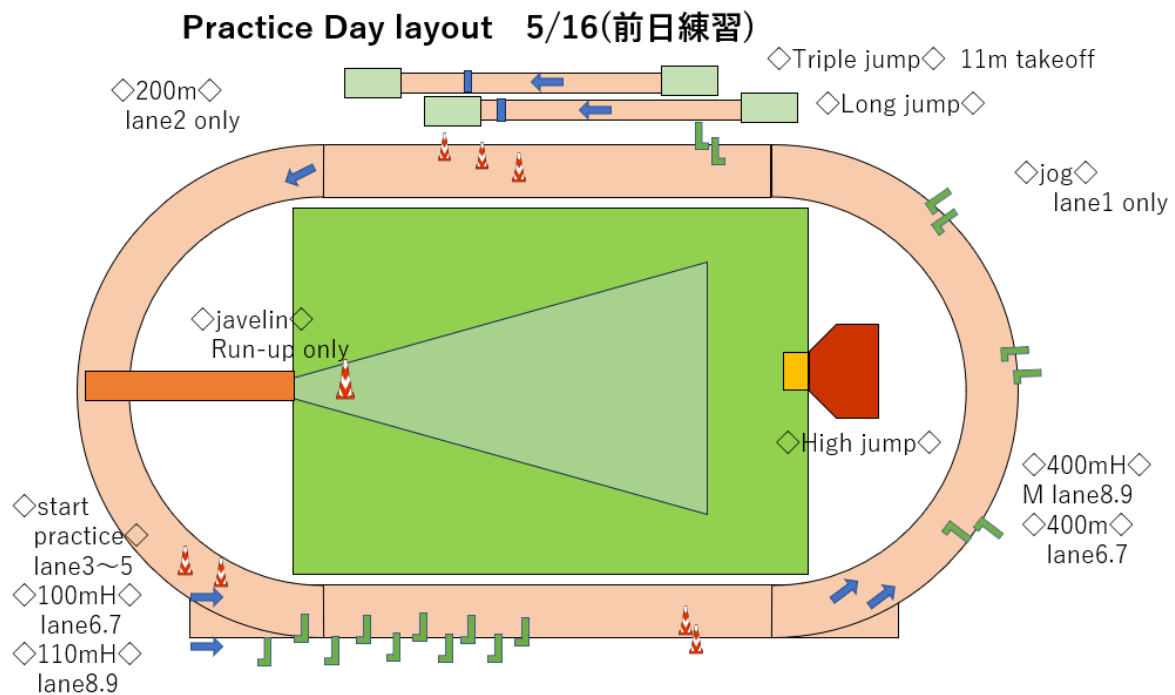 Practice Day layout 5/16(前日練習)
◇Triple jump◇ 11m takeoff
◇200m◇
lane2 only
◇Long jump◇
◇jog◇
lane1 only
◇javelin◇
Run-up only
◇High jump◇
◇400mH◇
M lane8.9
◇400m◇
lane6.7
◇start
practice◇
lane3～5
◇100mH◇
lane6.7
◇110mH◇
lane8.9